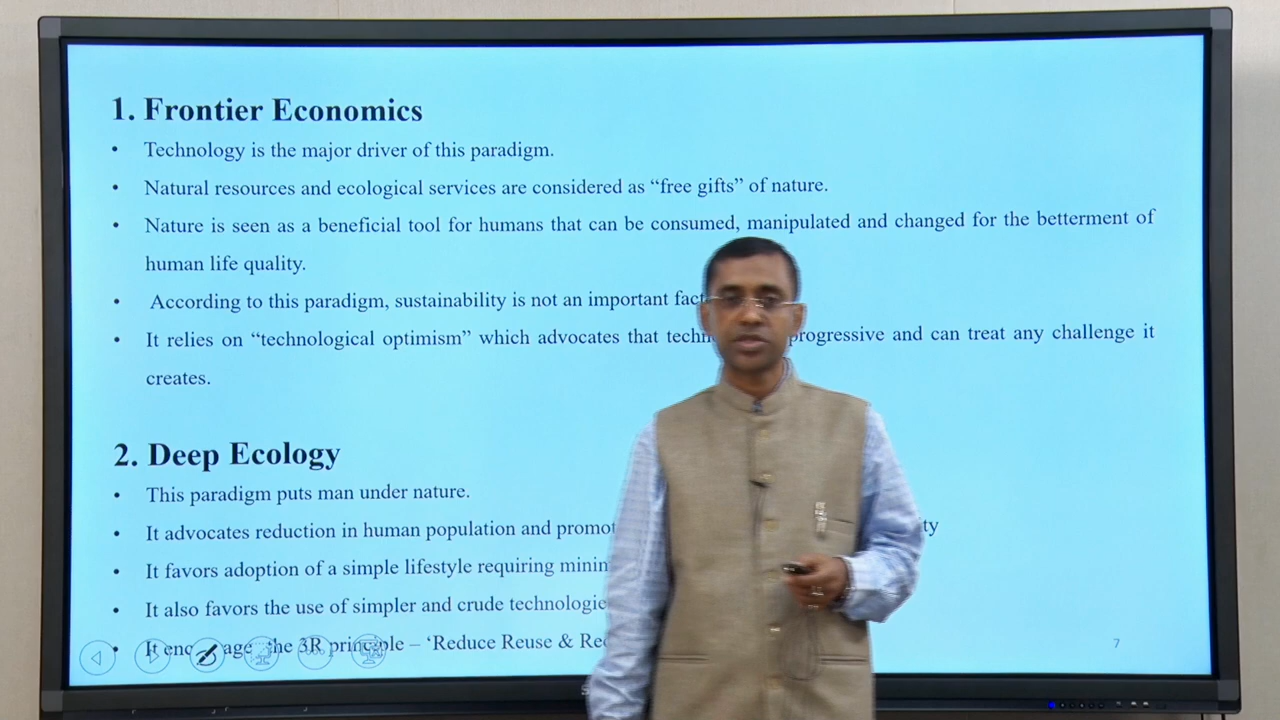 1. Frontier Economics
• Technology is the major driver of this paradigm.
• Natural resources and ecological services are considered as “free gifts” of nature.
• Nature is seen as a beneficial tool for humans that can be consumed, manipulated and changed for the betterment of
human life quality.
• According to this paradigm, sustainability is not an important
• It relies on “technological optimism” which advocates that progressive and can treat any challenge it
creates.
2. Deep Ecology
• This paradigm puts man under nature.
• It advocates reduction in human population and
• It favors adoption of a simple lifestyle requiring
• It also favors the use of simpler and crude
• It the 3R principle – ‘Reduce Reuse &
7